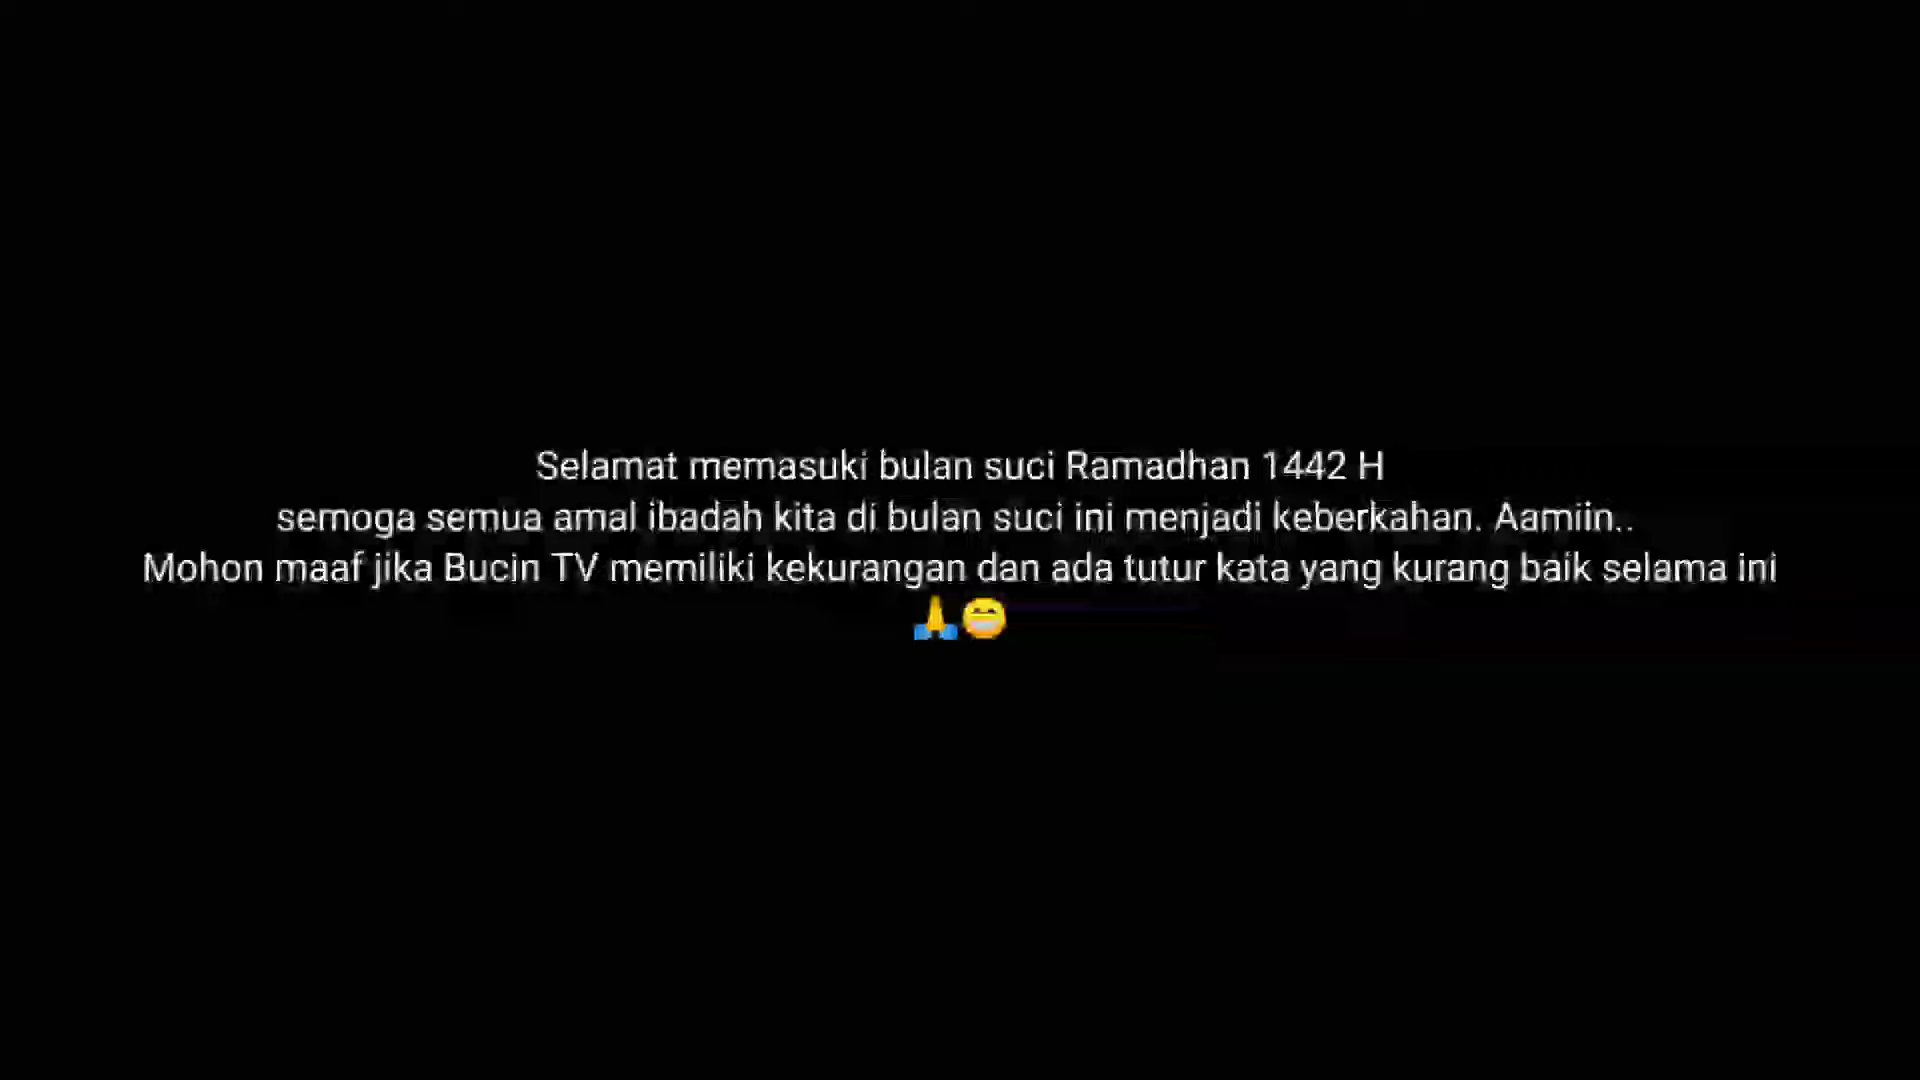 Selamat memasuki bulan suci Ramadhan 1442 H
semoga semua amal ibadah kita di bulan suci ini menjadi keberkahan. Aamiin..
Mohon maaf jika Bucin TV memiliki kekurangan dan ada tutur kata yang kurang baik selama ini
🙏😁